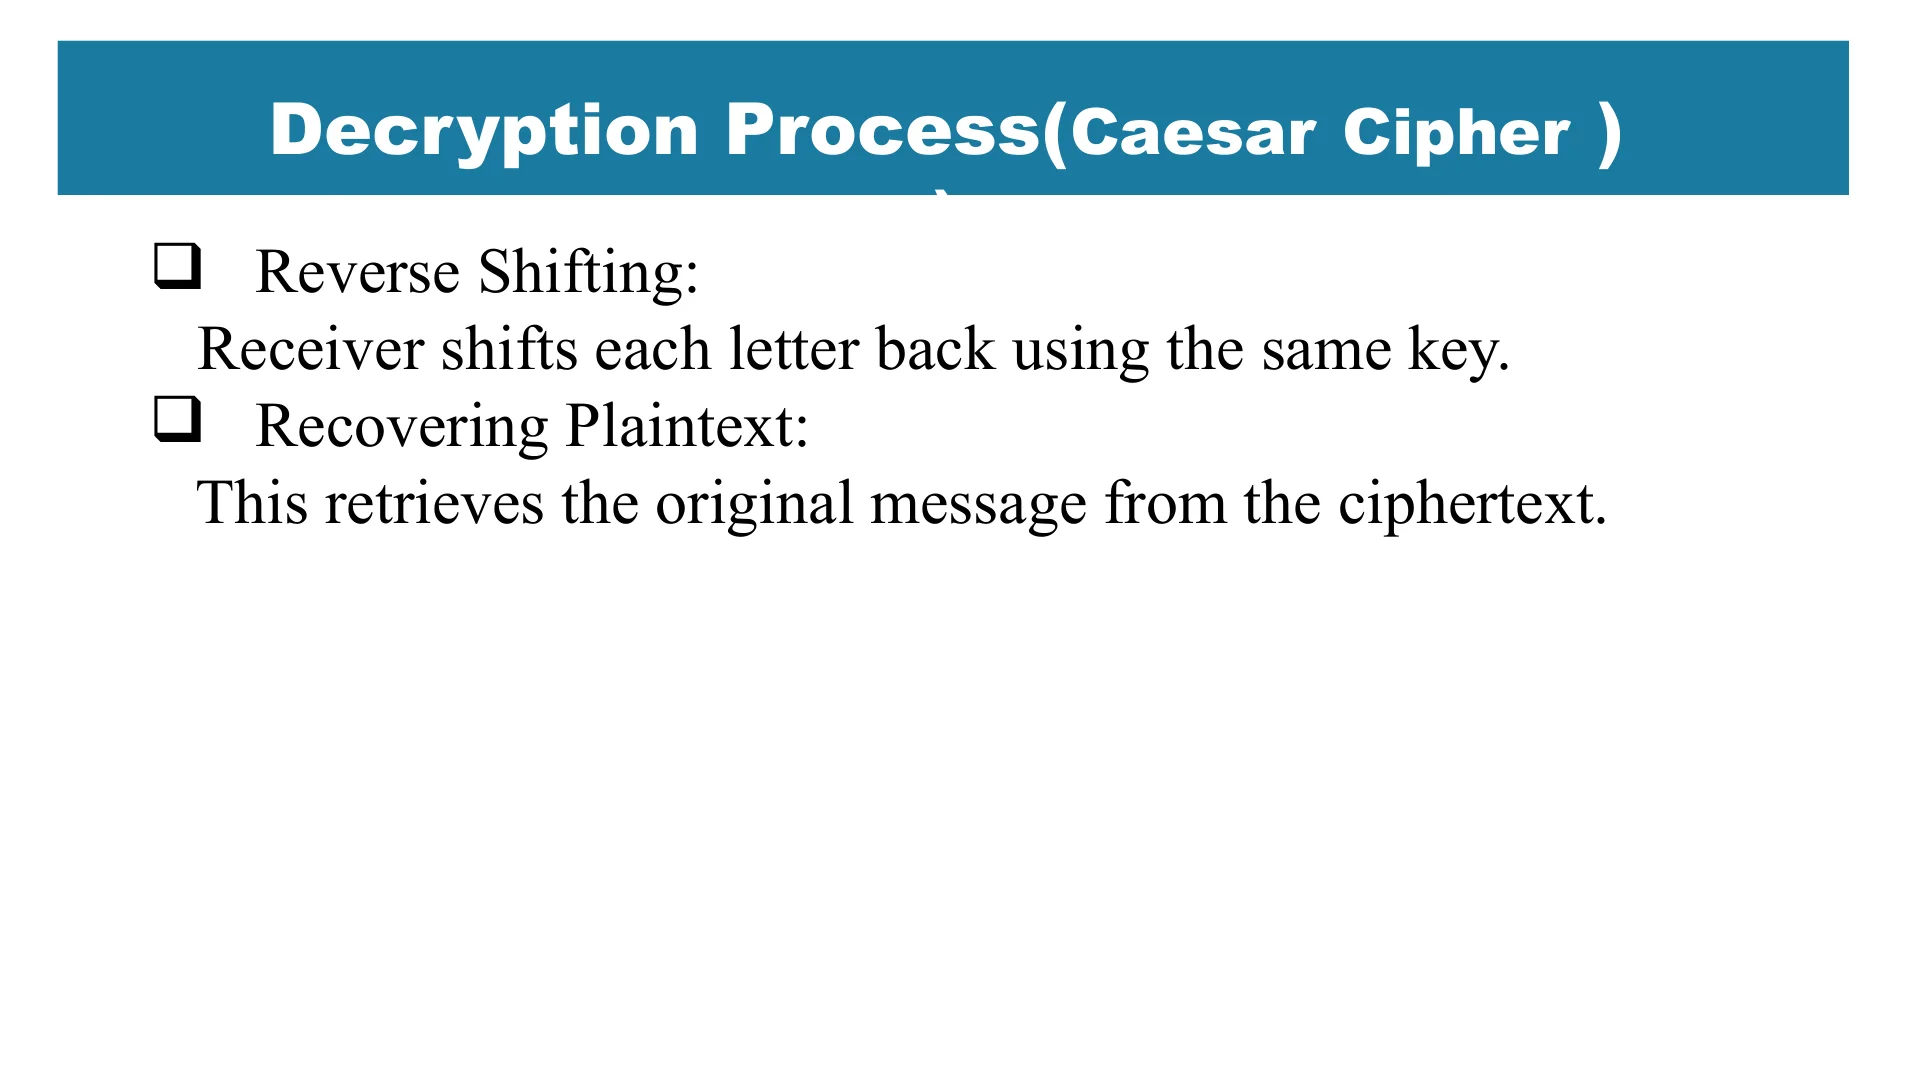 Decryption Process(Caesar Cipher )
)
Reverse Shifting:
Receiver shifts each letter back using the same key.
Recovering Plaintext:
This retrieves the original message from the ciphertext.